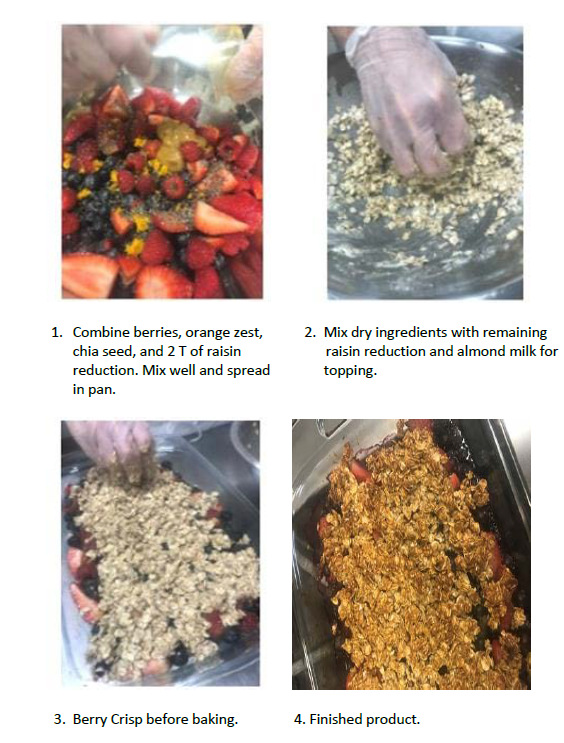 1. Combine berries, orange zest,
chia seed, and 2 T of raisin
reduction. Mix well and spread
in pan.
2. Mix dry ingredients with remaining
raisin reduction and almond milk for
topping.
3. Berry Crisp before baking.
4. Finished product.